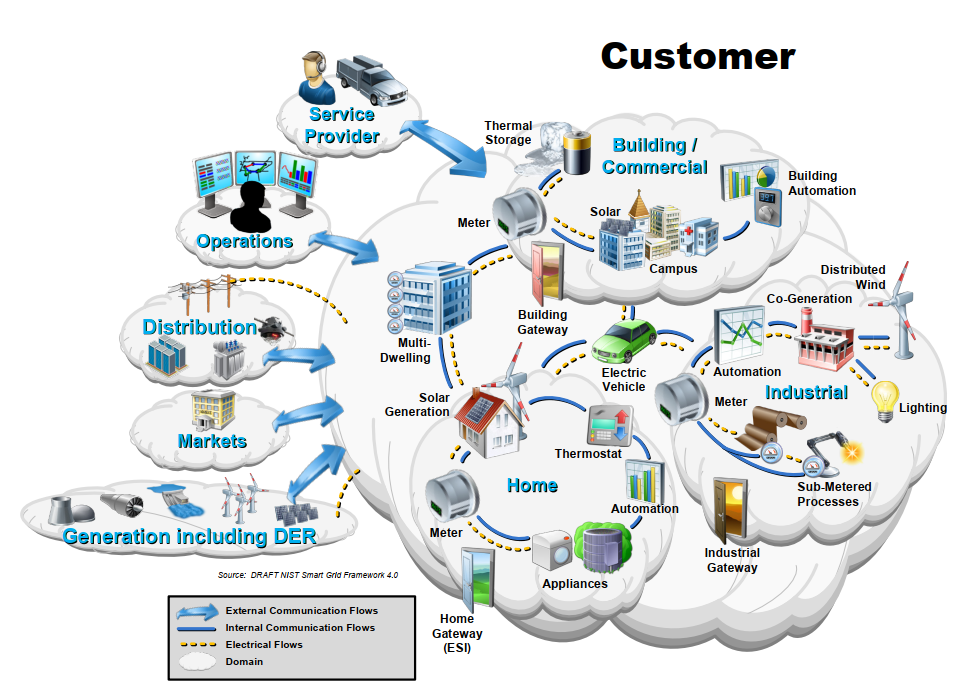 Customer
Service
Provider
Thermal
Storage
Building /
Commercial
Building
Automation
Operations
Meter
Solar
Campus
Distributed
Wind
Co-Generation
Distribution
Building
Gateway
Multi-
Dwelling
Electric
Vehicle
Automation
Industrial
Meter
Lighting
Markets
Solar
Generation
Thermostat
Sub-Metered
Processes
Home
Automation
Meter
Generation including DER
Appliances
Industrial
Gateway
Home
Gateway
(ESI)
Source: DRAFT NIST Smart Grid Framework 4.0
External Communication Flows
Internal Communication Flows
Electrical Flows
Domain